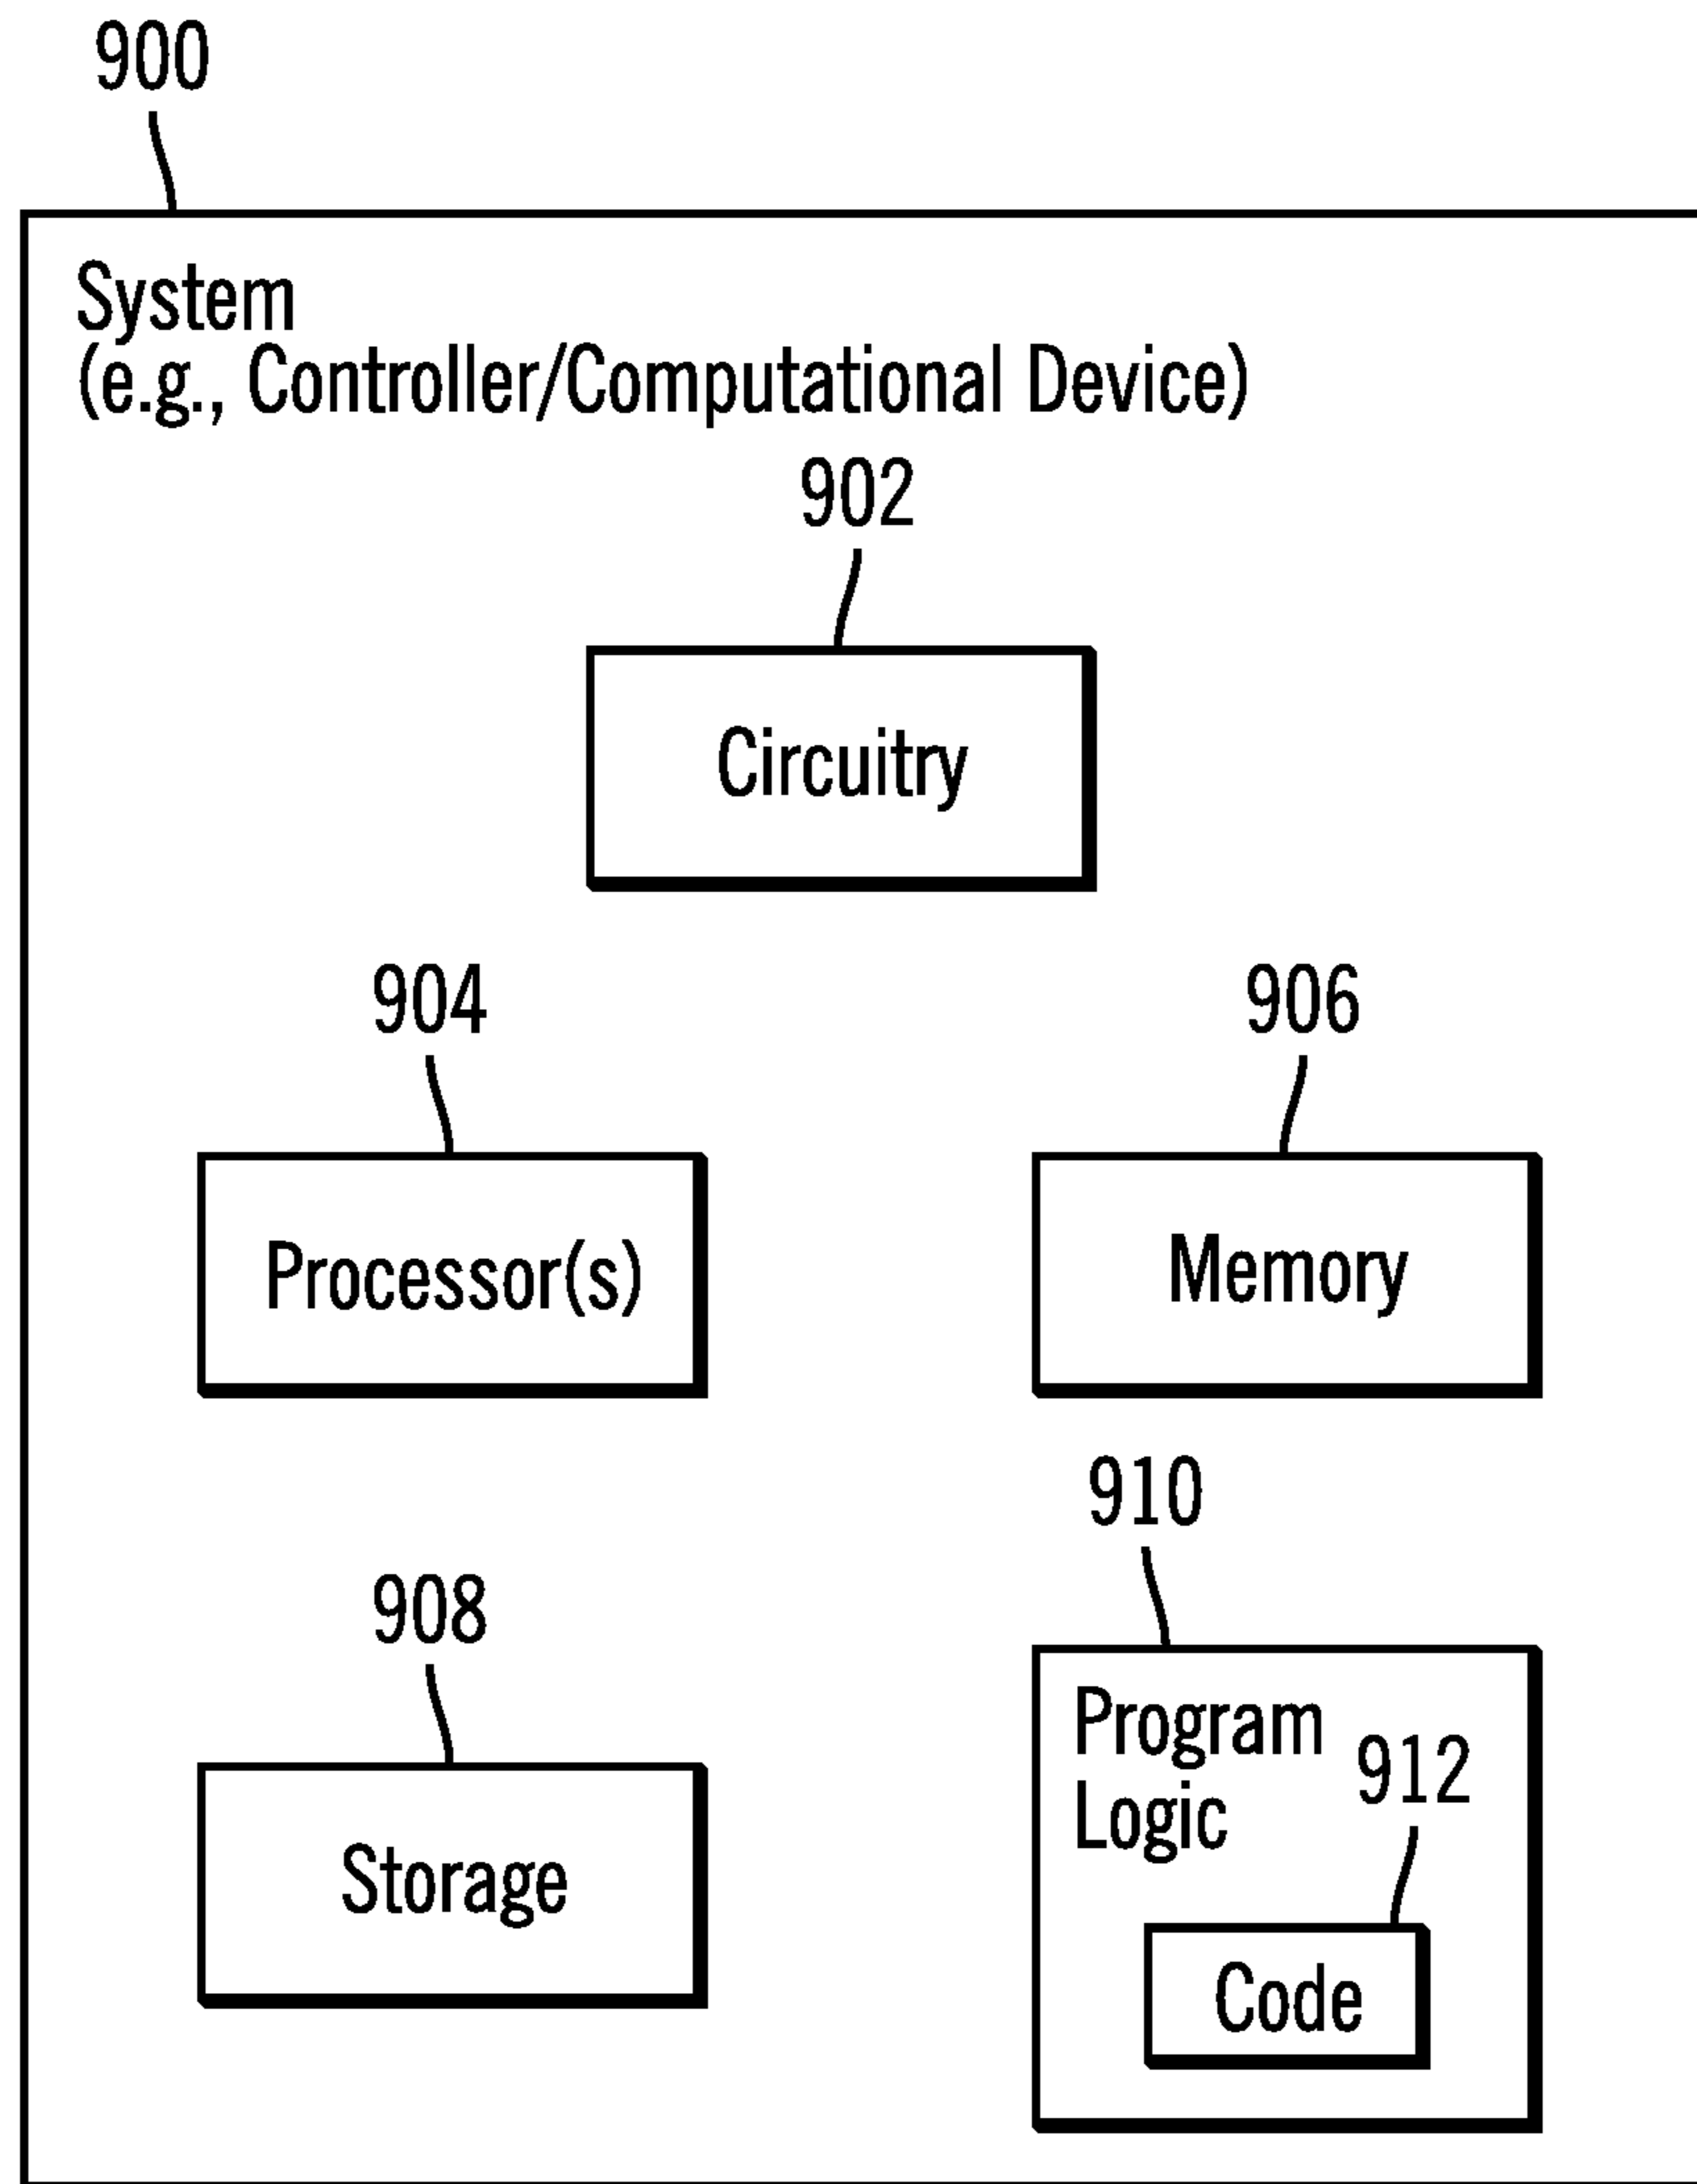 900
System
(e.g., Controller/Computational Device)
902
Circuitry
904
906
Processor(s)
Memory
910
908
Program
Logic
912
Storage
Code